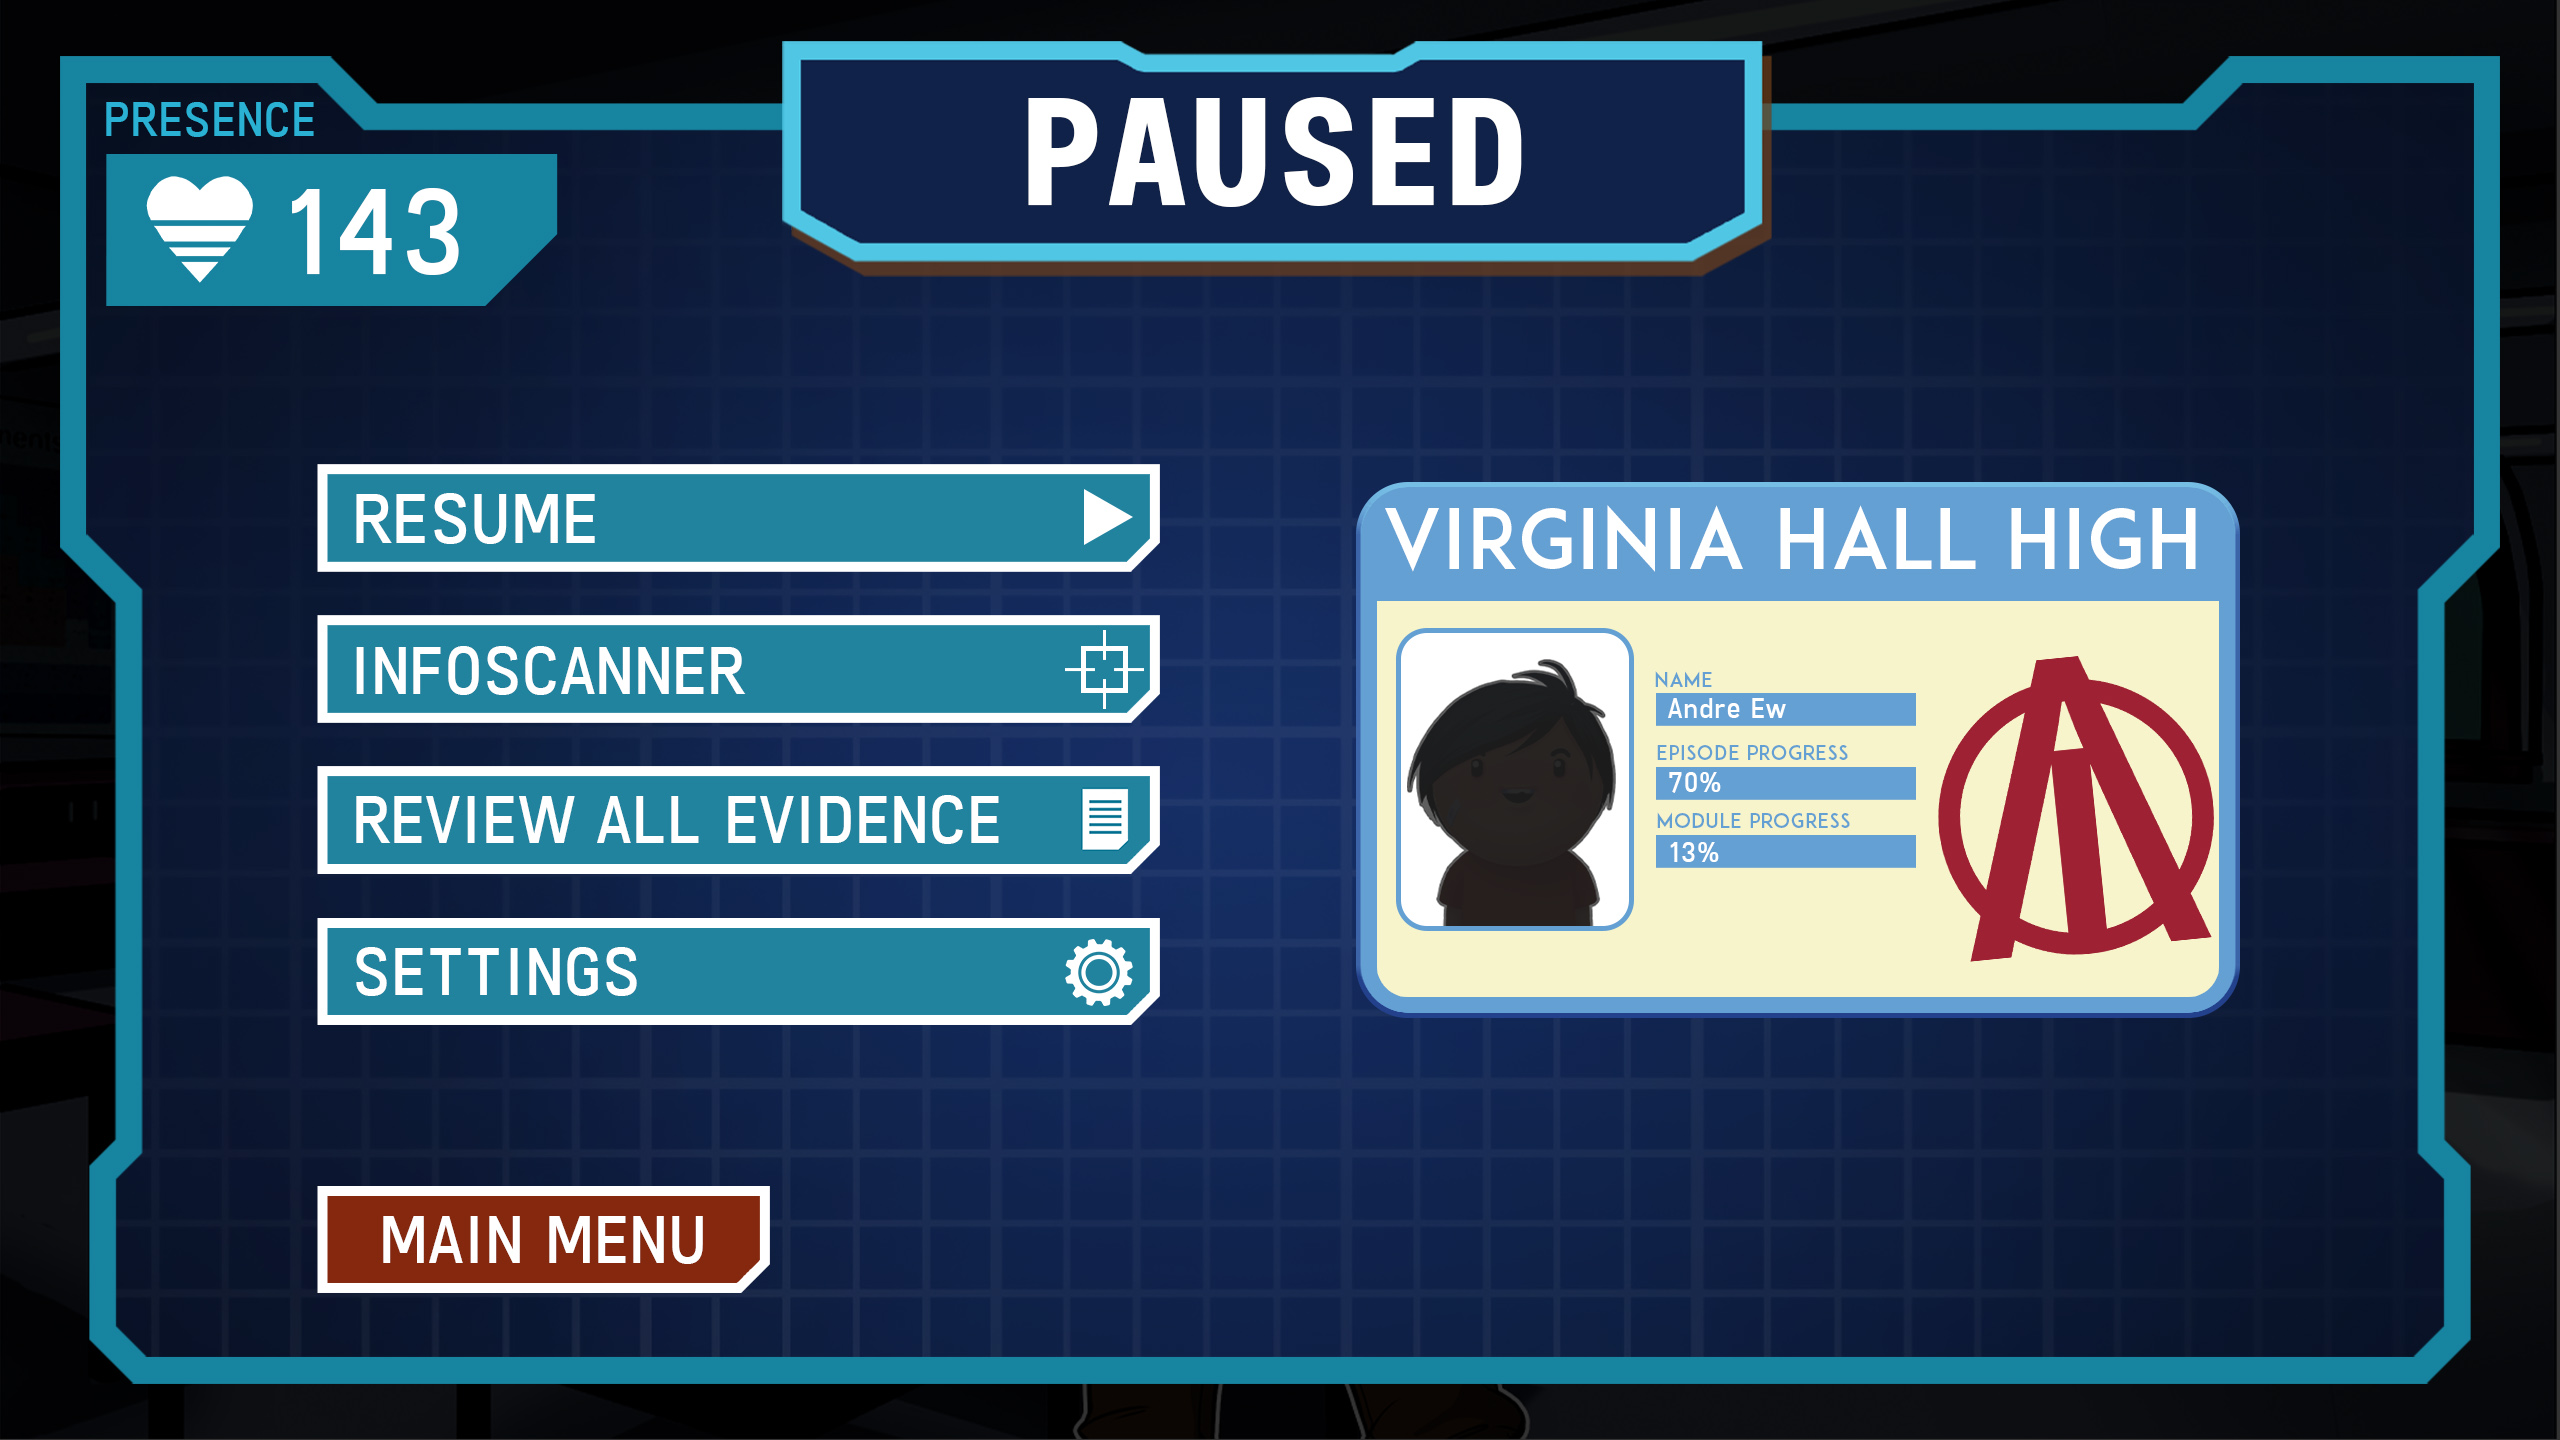 PAUSED
PRESENCE
143
RESUME
INFOSCANNER
REVIEW ALL EVIDENCE
SETTINGS
MAIN MENU
VIRGINIA HALL HIGH
NAME
Andre Ew
EPISODE PROGRESS
70%
MODULE PROGRESS
13%